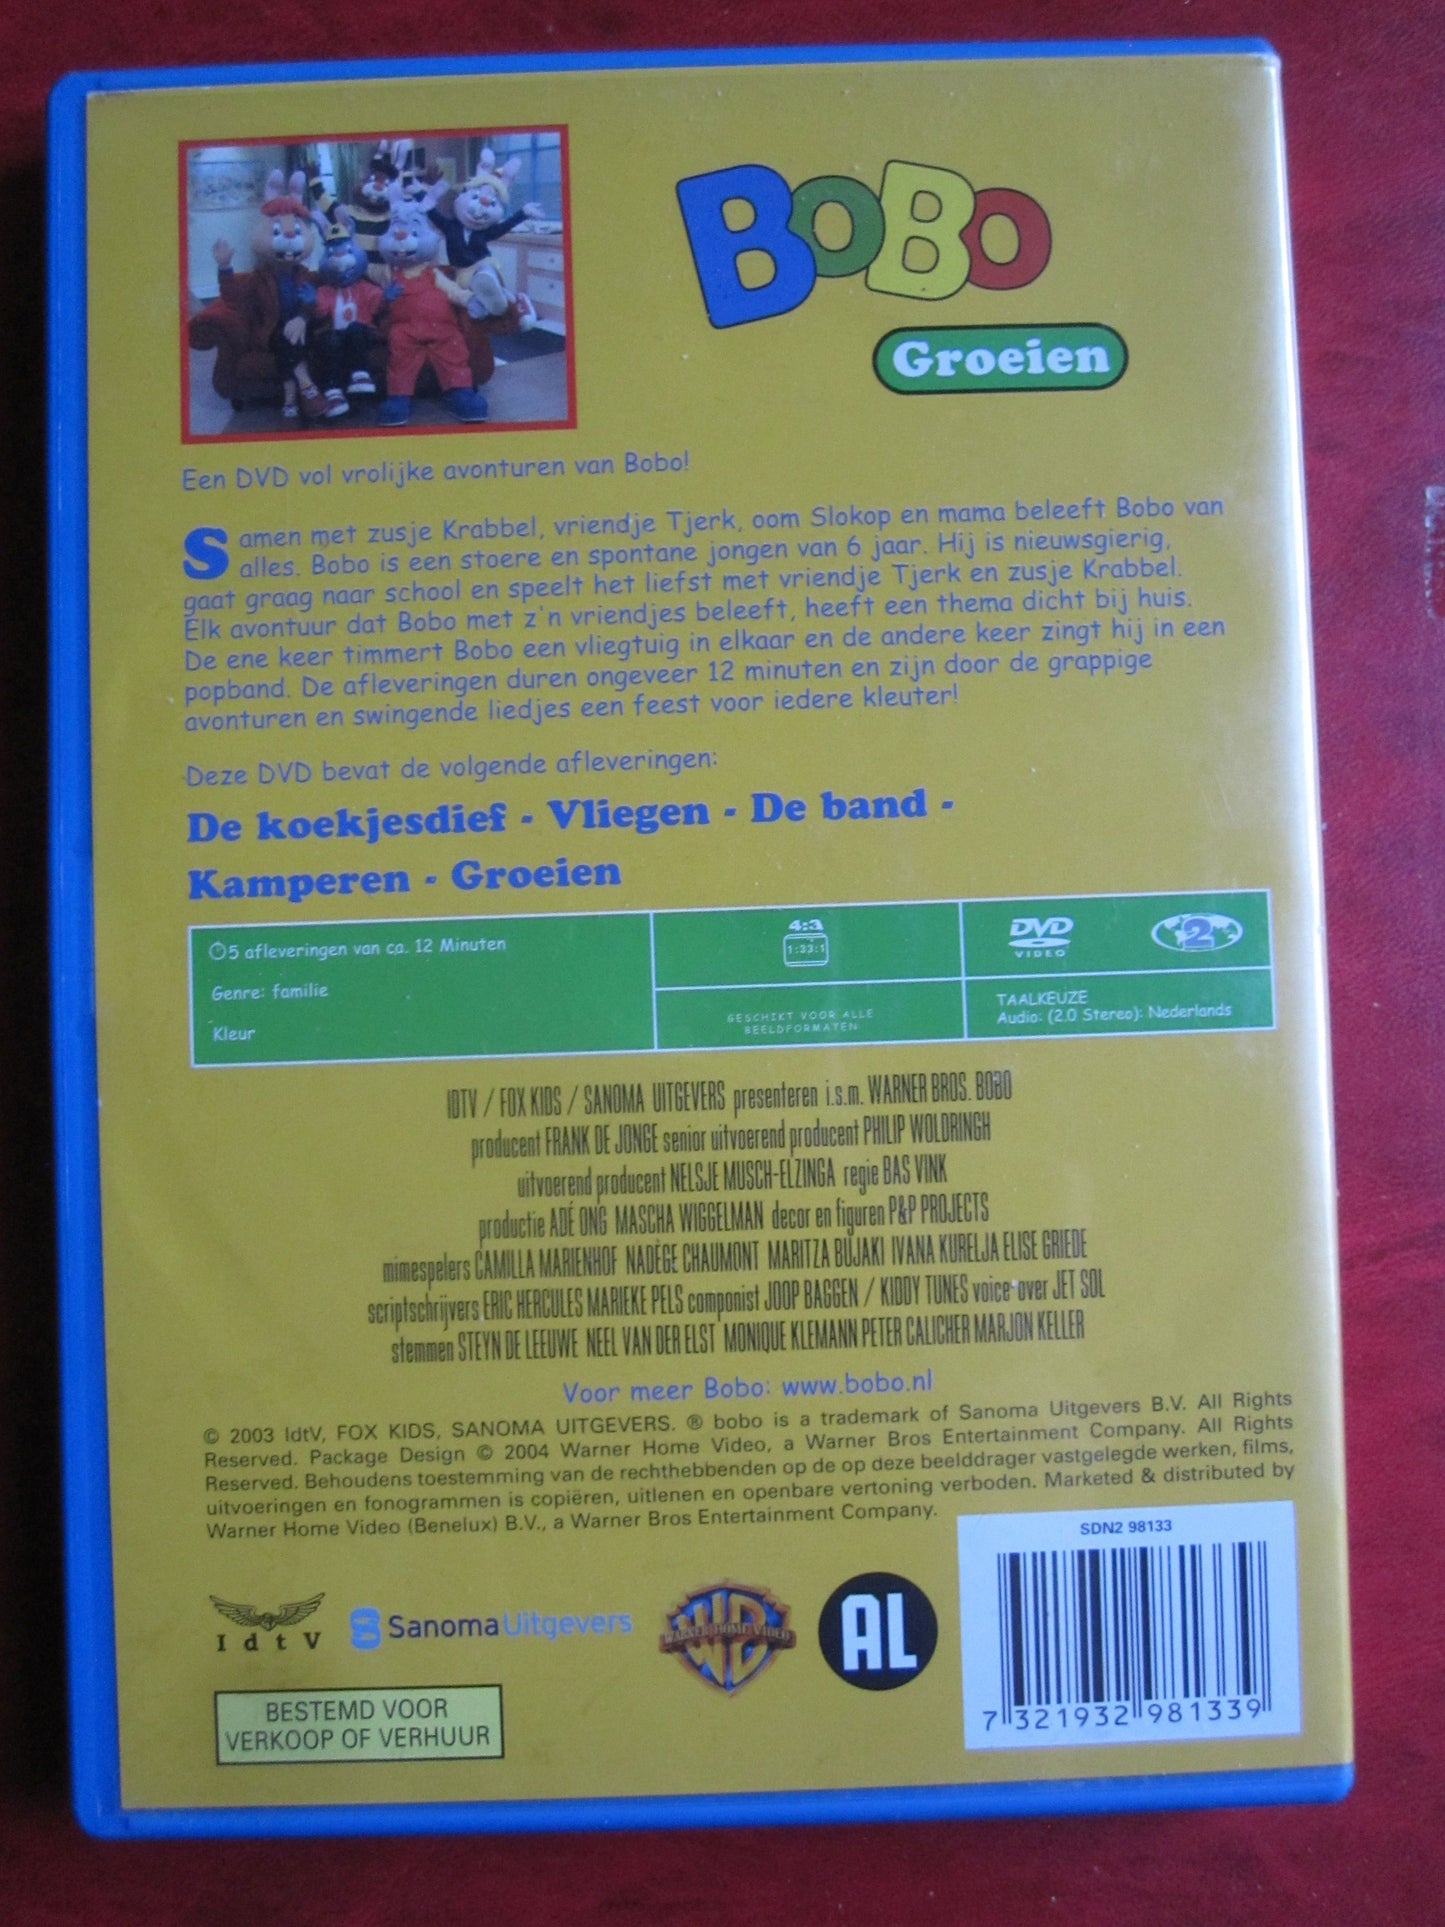 BOBO
Groeien
Een DVD vol vrolijke avonturen van Bobo!
Samen met zusje Krabbel, vriendje Tjerk, oom Slokop en mama beleeft Bobo van
alles. Bobo is een stoere en spontane jongen van 6 jaar. Hij is nieuwsgierig,
gaat graag naar school en speelt het liefst met vriendje Tjerk en zusje Krabbel.
Elk avontuur dat Bobo met z'n vriendjes beleeft, heeft een thema dicht bij huis.
De ene keer timmert Bobo een vliegtuig in elkaar en de andere keer zingt hij in een
popband. De afleveringen duren ongeveer 12 minuten en zijn door de grappige
avonturen en swingende liedjes een feest voor iedere kleuter!
Deze DVD bevat de volgende afleveringen:
De koekjesdief - Vliegen - De band -
Kamperen - Groeien
5 afleveringen van ca. 12 Minuten
Genre: familie
Kleur
4:3
1:33:1
GESCHIKT VOOR ALLE
BEELDFORMATEN
DVD
VIDEO
2
TAALKEUZE
Audio: (2.0 Stereo): Nederlands
IDTV / FOX KIDS / SANOMA UITGEVERS presenteren i.s.m. WARNER BROS. BOBO
producent FRANK DE JONGE senior uitvoerend producent PHILIP WOLDRINGH
uitvoerend producent NELSJE MUSCH-ELZINGA regie BAS VINK
productie ADÉ ONG MASCHA WIGGELMAN decor en figuren P&P PROJECTS
mimespelers CAMILLA MARIENHOF NADÈGE CHAUMONT MARITZA BUJAKI IVANA KURELJA ELISE GRIEDE
scriptschrijvers ERIC HERCULES MARIEKE PELS componist JOOP BAGGEN / KIDDY TUNES voice-over JET SOL
stemmen STEYN DE LEEUWE NEEL VAN DER ELST MONIQUE KLEMANN PETER CALICHER MARJON KELLER
Voor meer Bobo: www.bobo.nl
© 2003 IdtV, FOX KIDS, SANOMA UITGEVERS. ® bobo is a trademark of Sanoma Uitgevers B.V. All Rights
Reserved. Package Design © 2004 Warner Home Video, a Warner Bros Entertainment Company. All Rights
Reserved. Behoudens toestemming van de rechthebbenden op de op deze beelddrager vastgelegde werken, films,
uitvoeringen en fonogrammen is copiëren, uitlenen en openbare vertoning verboden. Marketed & distributed by
Warner Home Video (Benelux) B.V., a Warner Bros Entertainment Company.
SDN2 98133
IdtV
SanomaUitgevers
WB
WARNER HOME VIDEO
AL
7 321932 981339
BESTEMD VOOR
VERKOOP OF VERHUUR